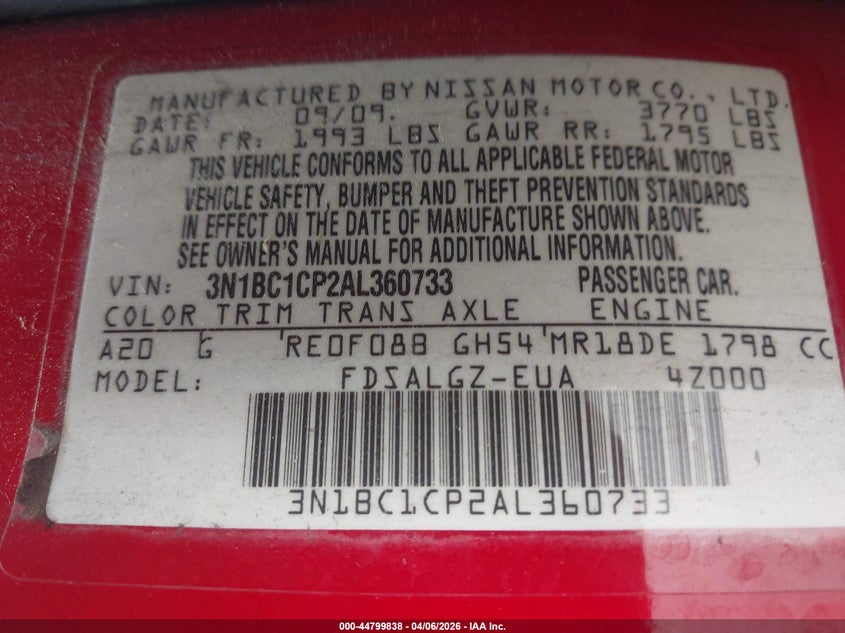 MANUFACTURED BY NISSAN MOTOR CO., LTD.
DATE: 09/09. GVWR: 3770 LBS
GAWR FR: 1993 LBS GAWR RR: 1795 LBS
THIS VEHICLE CONFORMS TO ALL APPLICABLE FEDERAL MOTOR
VEHICLE SAFETY, BUMPER AND THEFT PREVENTION STANDARDS
IN EFFECT ON THE DATE OF MANUFACTURE SHOWN ABOVE.
SEE OWNER'S MANUAL FOR ADDITIONAL INFORMATION.
VIN: 3N1BC1CP2AL360733 PASSENGER CAR.
COLOR TRIM TRANS AXLE ENGINE
A20 G RE0F08B GH54 MR18DE 1798 CC
MODEL: FDSALGZ-EUA 4Z000
3N1BC1CP2AL360733
000-44799838 - 04/06/2026 - IAA Inc.